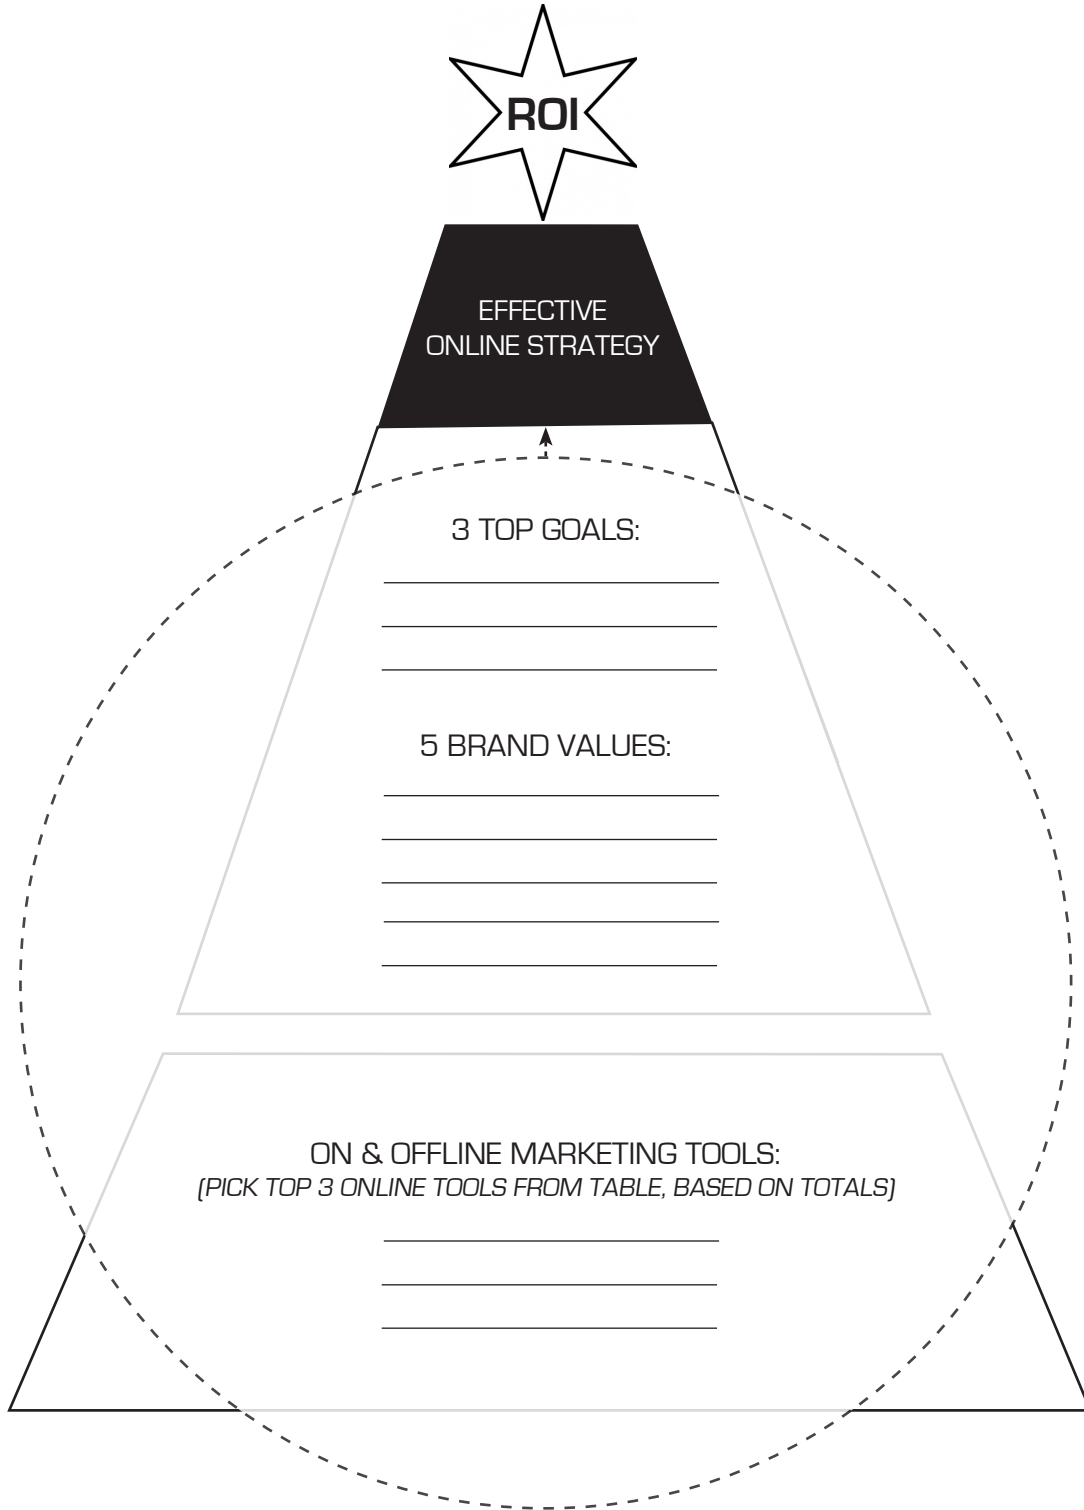 ROI
EFFECTIVE
ONLINE STRATEGY
3 TOP GOALS:
5 BRAND VALUES:
ON & OFFLINE MARKETING TOOLS:
(PICK TOP 3 ONLINE TOOLS FROM TABLE, BASED ON TOTALS)